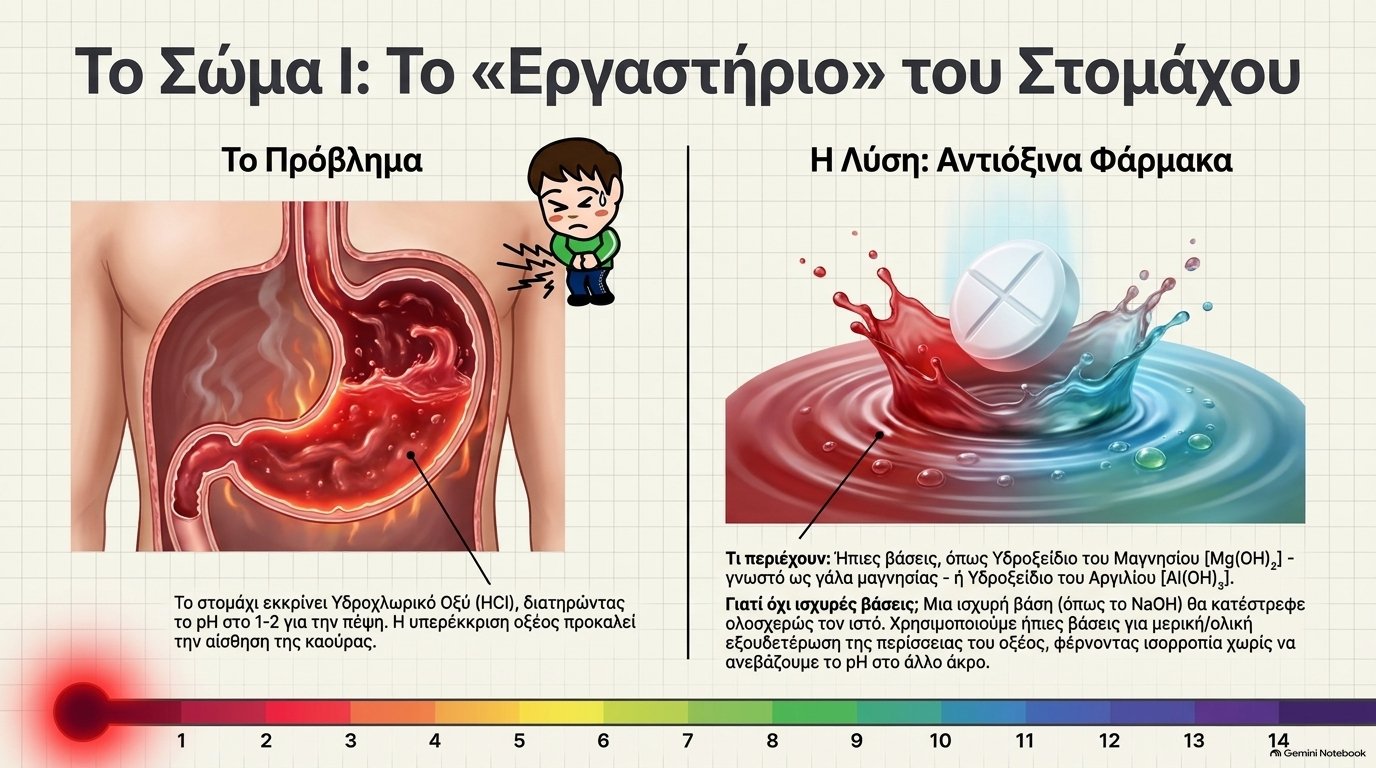 Το Σώμα Ι: Το «Εργαστήριο» του Στομάχου
Το Πρόβλημα
Το στομάχι εκκρίνει Υδροχλωρικό Οξύ (HCl), διατηρώντας
το pH στο 1-2 για την πέψη. Η υπερέκκριση οξέος προκαλεί
την αίσθηση της καούρας.
Η Λύση: Αντιόξινα Φάρμακα
Τι περιέχουν: Ήπιες βάσεις, όπως Υδροξείδιο του Μαγνησίου [Mg(OH)₂] -
γνωστό ως γάλα μαγνησίας - ή Υδροξείδιο του Αργιλίου [Al(OH)₃].
Γιατί όχι ισχυρές βάσεις; Μια ισχυρή βάση (όπως το NaOH) θα κατέστρεφε
ολοσχερώς τον ιστό. Χρησιμοποιούμε ήπιες βάσεις για μερική/ολική
εξουδετέρωση της περίσσειας του οξέος, φέρνοντας ισορροπία χωρίς να
ανεβάζουμε το pH στο άλλο άκρο.
1 2 3 4 5 6 7 8 9 10 11 12 13 14
Gemini Notebook